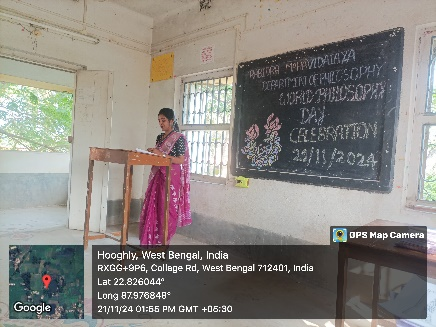 RABINDRA MAHAVIDYALAYA
DEPARTMENT OF PHILOSOPHY
WORLD PHILOSOPHY
DAY
CELEBRATION
22/11/2024
GPS Map Camera
Hooghly, West Bengal, India
RXGG+9P6, College Rd, West Bengal 712401, India
Lat 22.826044°
Long 87.976848°
21/11/24 01:55 PM GMT +05:30
Google